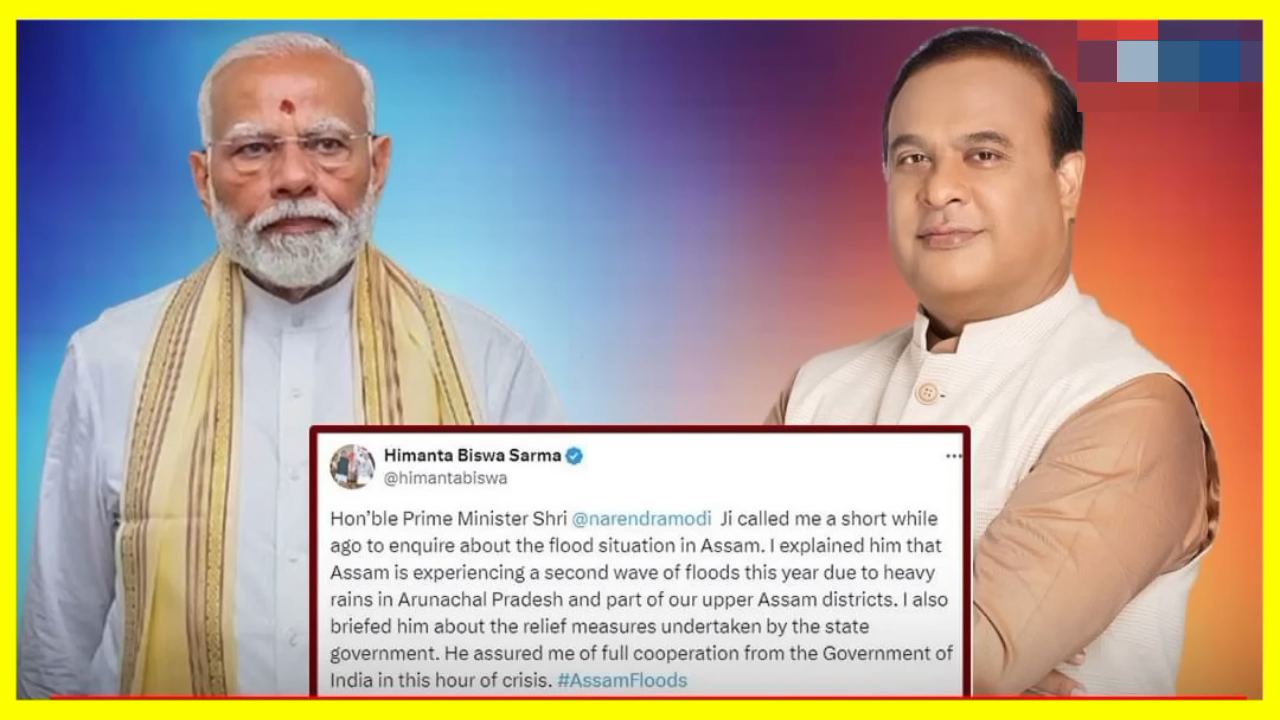 Himanta Biswa Sarma
@himantabiswa
Hon'ble Prime Minister Shri @narendramodi Ji called me a short while
ago to enquire about the flood situation in Assam. I explained him that
Assam is experiencing a second wave of floods this year due to heavy
rains in Arunachal Pradesh and part of our upper Assam districts. I also
briefed him about the relief measures undertaken by the state
government. He assured me of full cooperation from the Government of
India in this hour of crisis. #AssamFloods